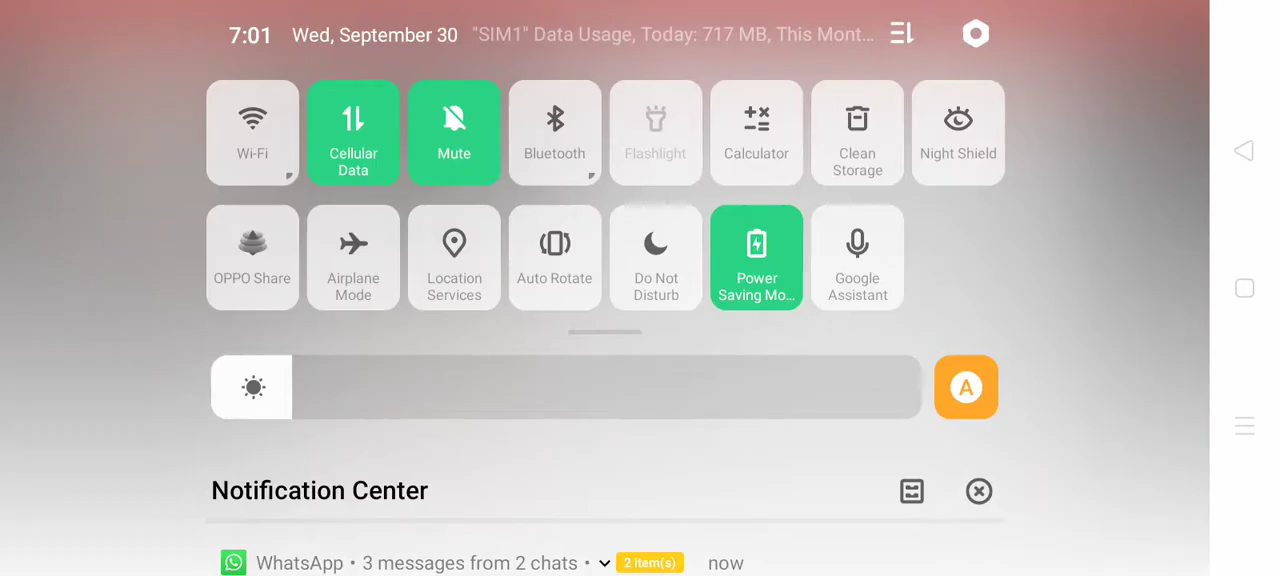 7:01 Wed, September 30 "SIM1" Data Usage, Today: 717 MB, This Mont...
Wi-Fi
Cellular
Data
Mute
Bluetooth
Flashlight
Calculator
Clean
Storage
Night Shield
OPPO Share
Airplane
Mode
Location
Services
Auto Rotate
Do Not
Disturb
Power
Saving Mo...
Google
Assistant
A
Notification Center
WhatsApp • 3 messages from 2 chats • 2 item(s) now